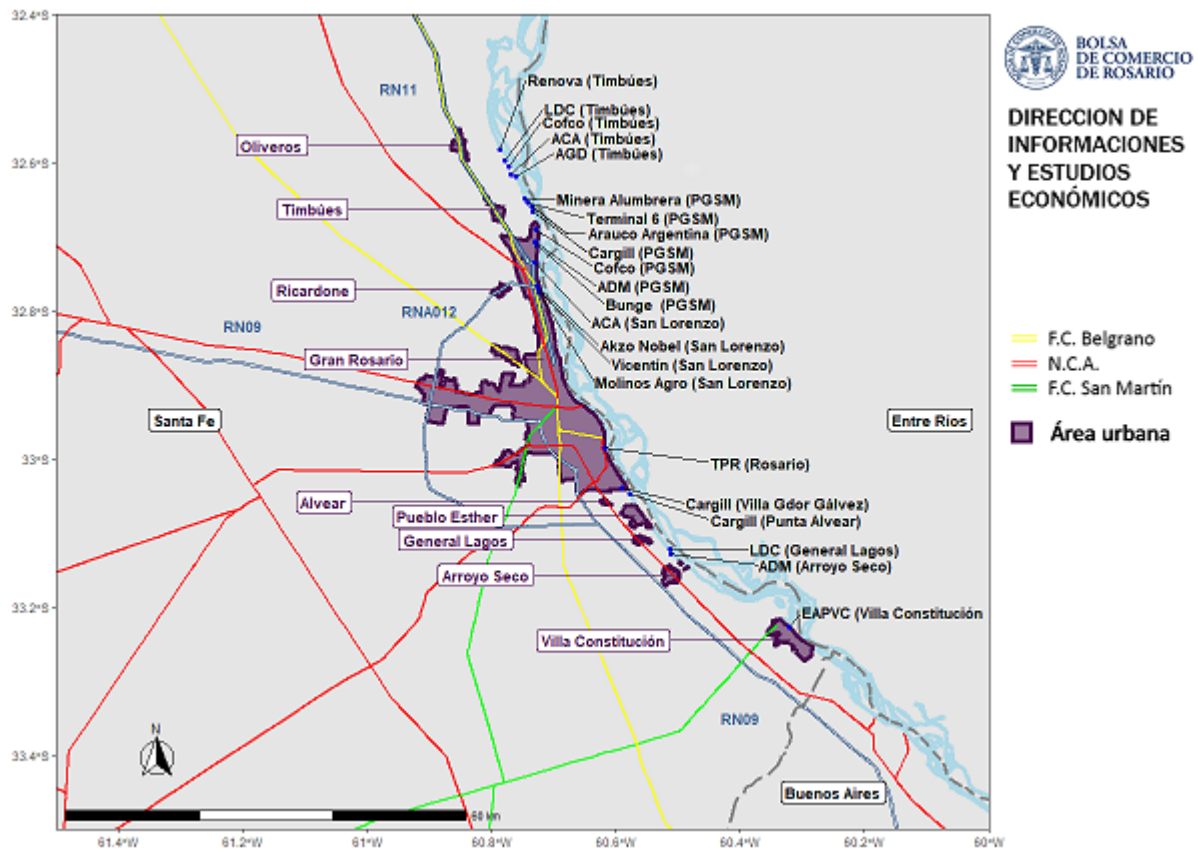 32.4°S
32.6°S
32.8°S
33°S
33.2°S
33.4°S
61.4°W
61.2°W
61°W
60.8°W
60.6°W
60.4°W
60.2°W
60°W
RN11
Oliveros
Timbúes
Ricardone
RNA012
RN09
Gran Rosario
Santa Fe
Alvear
Pueblo Esther
General Lagos
Arroyo Seco
Villa Constitución
RN09
Buenos Aires
Entre Ríos
Renova (Timbúes)
LDC (Timbúes)
Cofco (Timbúes)
ACA (Timbúes)
AGD (Timbúes)
Minera Alumbrera (PGSM)
Terminal 6 (PGSM)
Arauco Argentina (PGSM)
Cargill (PGSM)
Cofco (PGSM)
ADM (PGSM)
Bunge (PGSM)
ACA (San Lorenzo)
Akzo Nobel (San Lorenzo)
Vicentín (San Lorenzo)
Molinos Agro (San Lorenzo)
TPR (Rosario)
Cargill (Villa Gdor Gálvez)
Cargill (Punta Alvear)
LDC (General Lagos)
ADM (Arroyo Seco)
EAPVC (Villa Constitución
N
60 km
BOLSA
DE COMERCIO
DE ROSARIO
DIRECCION DE
INFORMACIONES
Y ESTUDIOS
ECONÓMICOS
F.C. Belgrano
N.C.A.
F.C. San Martín
Área urbana